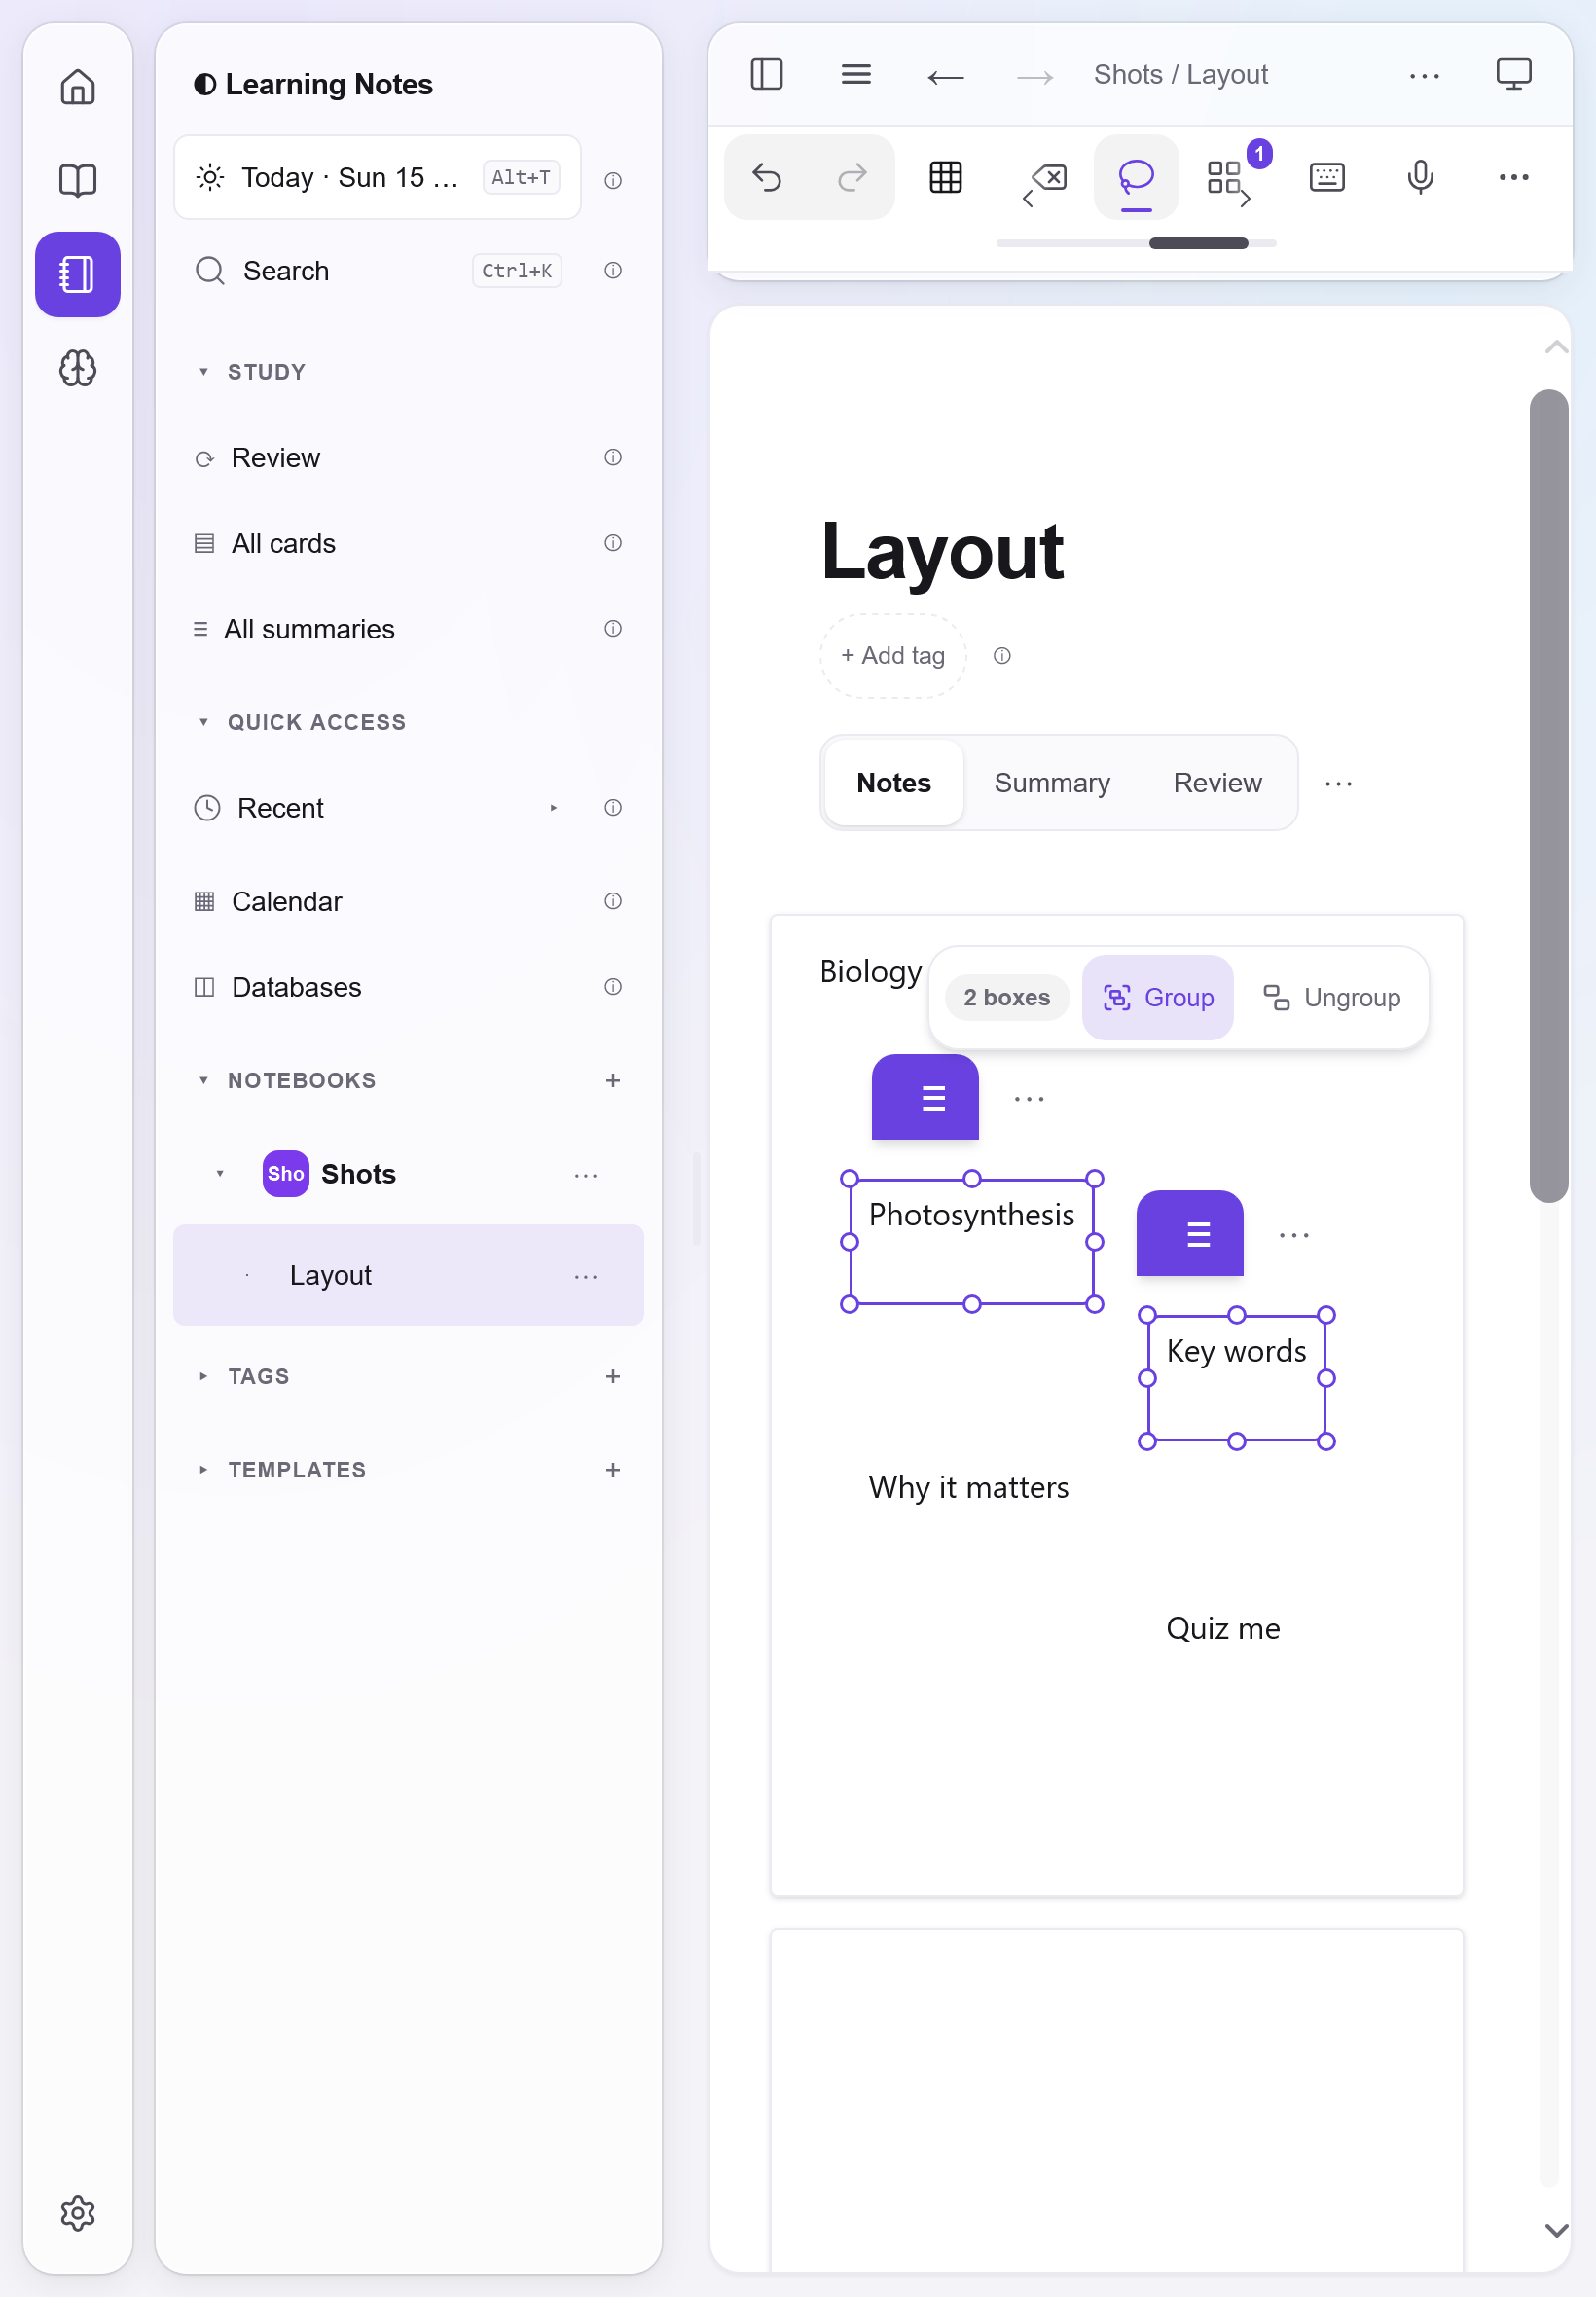 Learning Notes
Today · Sun 15 ... Alt+T
Search Ctrl+K
STUDY
Review
All cards
All summaries
QUICK ACCESS
Recent
Calendar
Databases
NOTEBOOKS +
Sho Shots ...
Layout ...
TAGS +
TEMPLATES +
Shots / Layout ...
1
Layout
+ Add tag
Notes Summary Review ...
Biology
2 boxes Group Ungroup
Photosynthesis
Key words
Why it matters
Quiz me